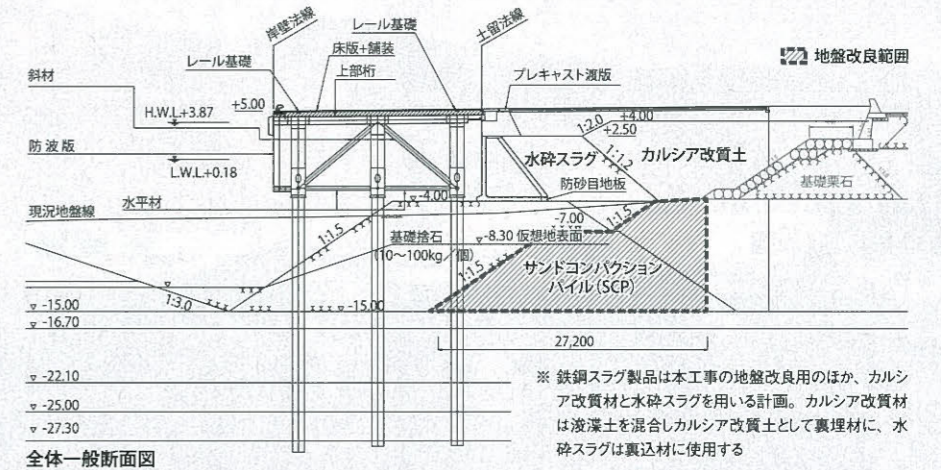 岸壁法線
レール基礎
土留法線
地盤改良範囲
床版+舗装
レール基礎
上部桁
プレキャスト渡版
斜材
H.W.L+3.87
+5.00
1:2.0
+4.00
+2.50
防波版
水砕スラグ
1:1.2
カルシア改質土
L.W.L+0.18
防砂目地板
基礎栗石
水平材
-4.00
現況地盤線
1:1.5
-7.00
1:1.5
基礎捨石
(10~100kg/個)
-8.30 仮想地表面
1:1.5
サンドコンパクション
パイル(SCP)
1:3.0
-15.00
-15.00
-16.70
27,200
-22.10
-25.00
-27.30
※ 鉄鋼スラグ製品は本工事の地盤改良用のほか、カルシ
ア改質材と水砕スラグを用いる計画。カルシア改質材
は浚渫土を混合しカルシア改質土として裏埋材に、水
砕スラグは裏込材に使用する
全体一般断面図